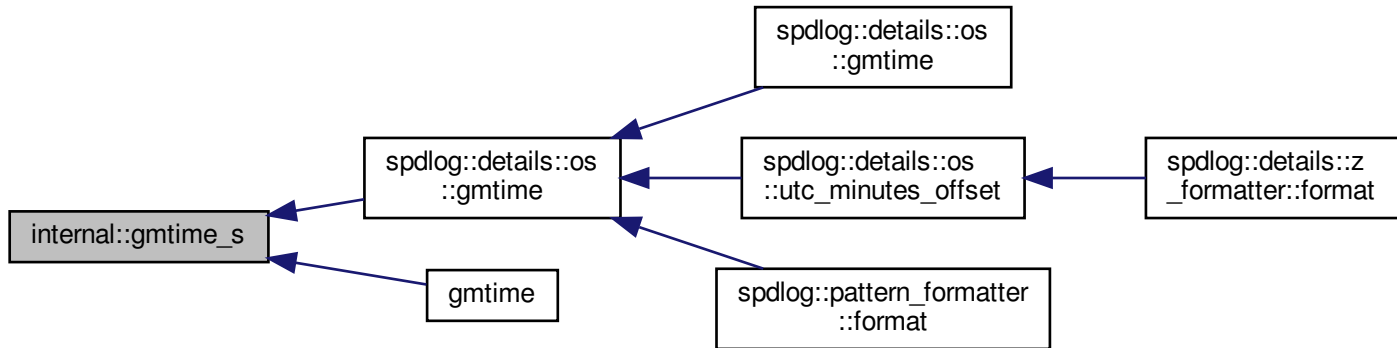 spdlog::details::os
::gmtime
spdlog::details::os
::gmtime
spdlog::details::os
::utc_minutes_offset
spdlog::details::z
_formatter::format
internal::gmtime_s
gmtime
spdlog::pattern_formatter
::format